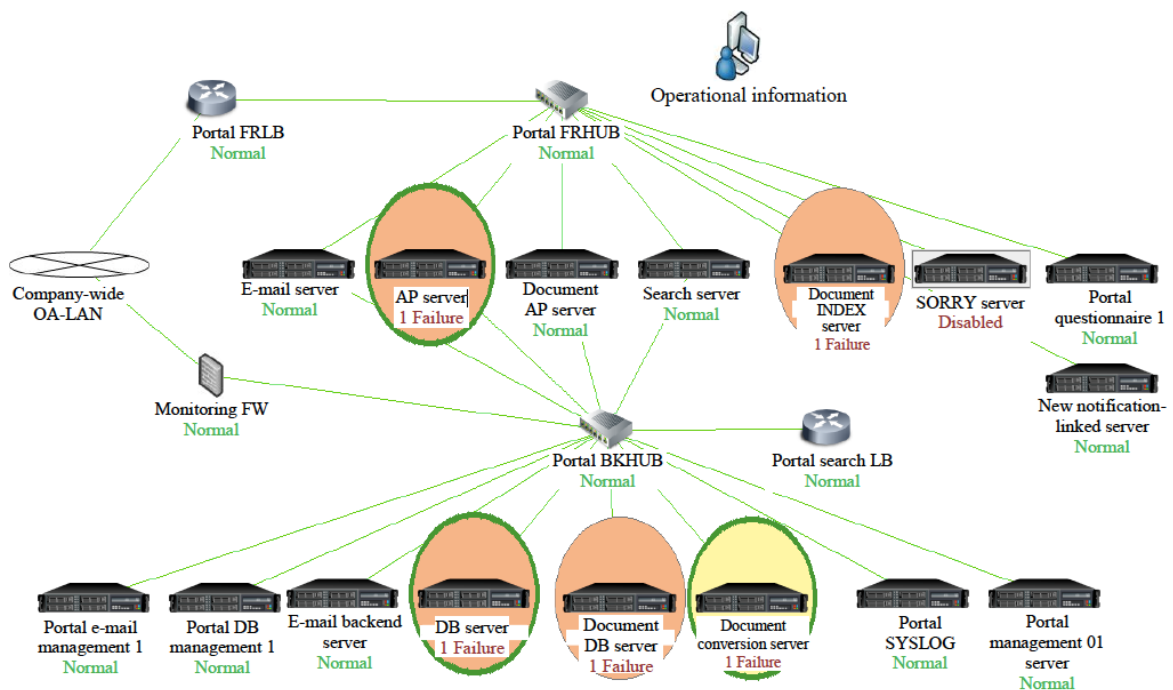 Operational information
Portal FRLB
Normal
Portal FRHUB
Normal
Company-wide
OA-LAN
E-mail server
Normal
AP server
1 Failure
Document
AP server
Normal
Search server
Normal
Document
INDEX
server
1 Failure
SORRY server
Disabled
Portal
questionnaire 1
Normal
New notification-
linked server
Normal
Monitoring FW
Normal
Portal BKHUB
Normal
Portal search LB
Normal
Portal e-mail
management 1
Normal
Portal DB
management 1
Normal
E-mail backend
server
Normal
DB server
1 Failure
Document
DB server
1 Failure
Document
conversion server
1 Failure
Portal
SYSLOG
Normal
Portal
management 01
server
Normal